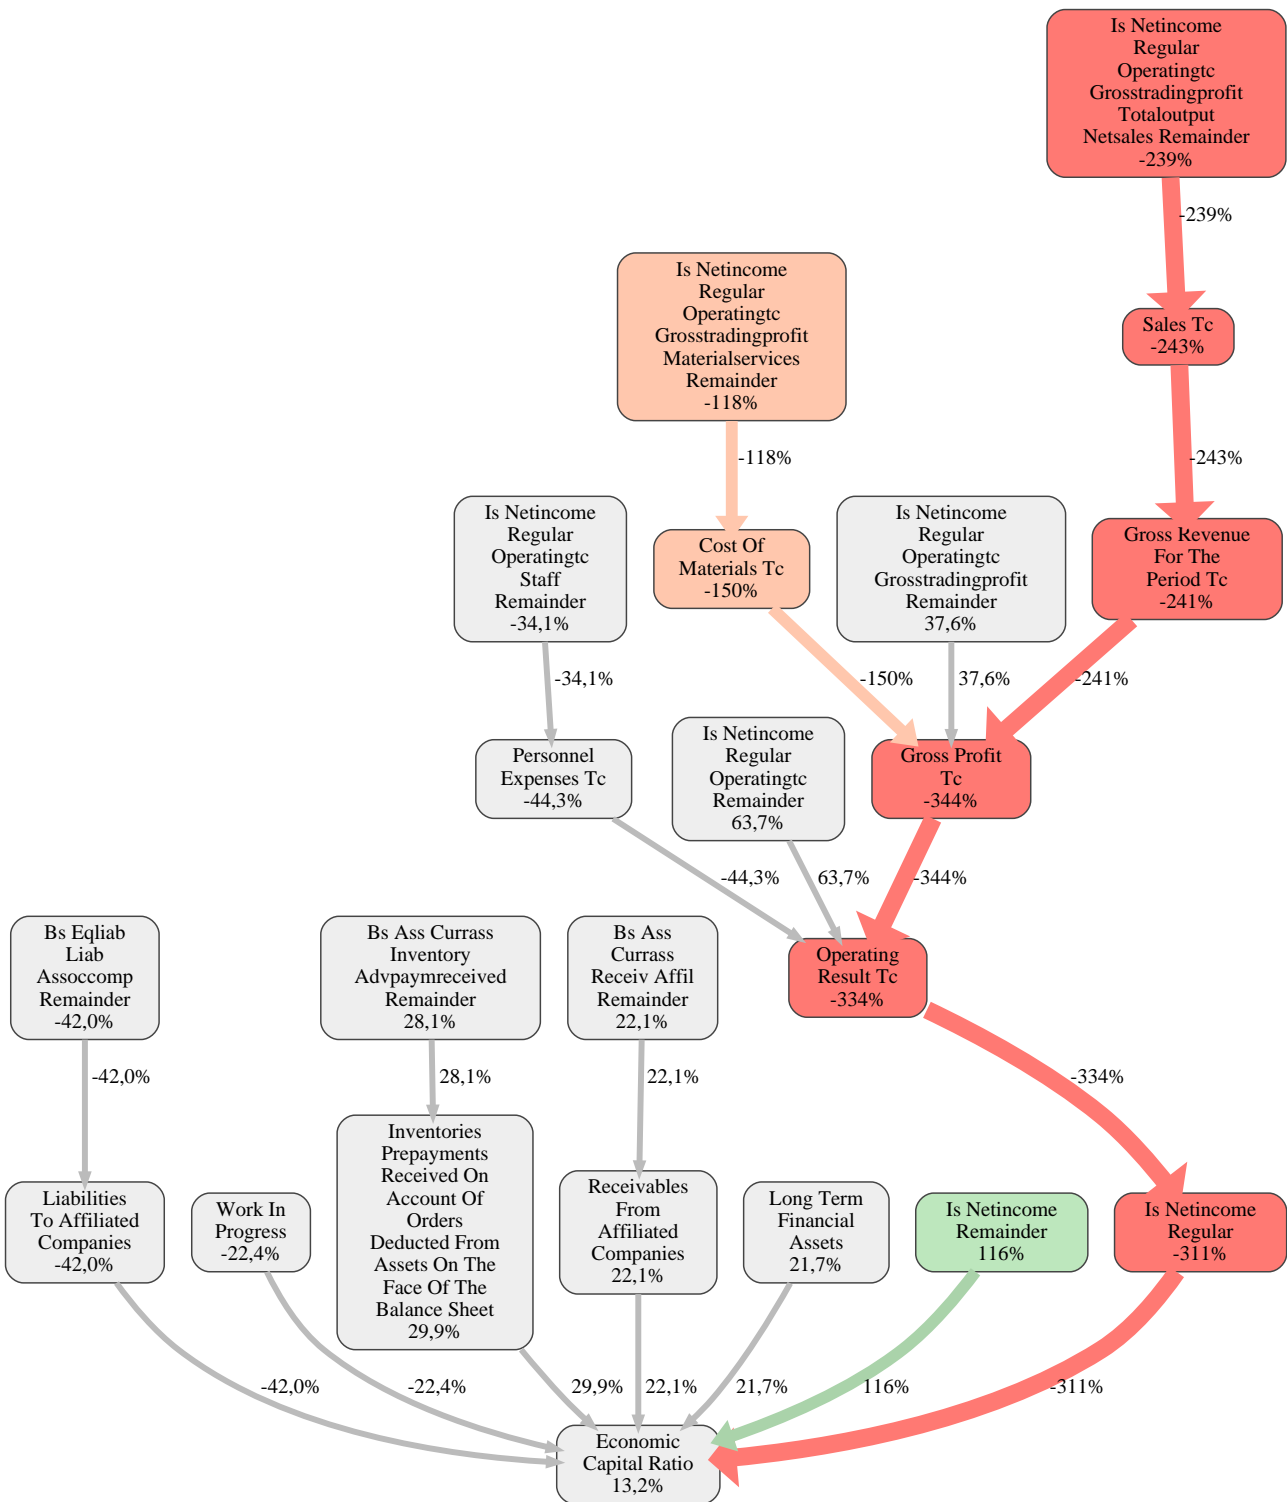 Is Netincome
Regular
Operatingtc
Grosstradingprofit
Totaloutput
Netsales Remainder
-239%
-239%
Is Netincome
Regular
Operatingtc
Grosstradingprofit
Materialservices
Remainder
-118%
Sales Tc
-243%
-118%
-243%
Is Netincome
Regular
Operatingtc
Staff
Remainder
-34,1%
Cost Of
Materials Tc
-150%
Is Netincome
Regular
Operatingtc
Grosstradingprofit
Remainder
37,6%
Gross Revenue
For The
Period Tc
-241%
-34,1%
-150%
37,6%
-241%
Personnel
Expenses Tc
-44,3%
Is Netincome
Regular
Operatingtc
Remainder
63,7%
Gross Profit
Tc
-344%
-44,3%
63,7%
-344%
Bs Eqliab
Liab
Assoccomp
Remainder
-42,0%
Bs Ass Currass
Inventory
Advpaymreceived
Remainder
28,1%
Bs Ass
Currass
Receiv Affil
Remainder
22,1%
Operating
Result Tc
-334%
-42,0%
28,1%
22,1%
-334%
Liabilities
To Affiliated
Companies
-42,0%
Work In
Progress
-22,4%
Inventories
Prepayments
Received On
Account Of
Orders
Deducted From
Assets On The
Face Of The
Balance Sheet
29,9%
Receivables
From
Affiliated
Companies
22,1%
Long Term
Financial
Assets
21,7%
Is Netincome
Remainder
116%
Is Netincome
Regular
-311%
-42,0%
-22,4%
29,9%
22,1%
21,7%
116%
-311%
Economic
Capital Ratio
13,2%